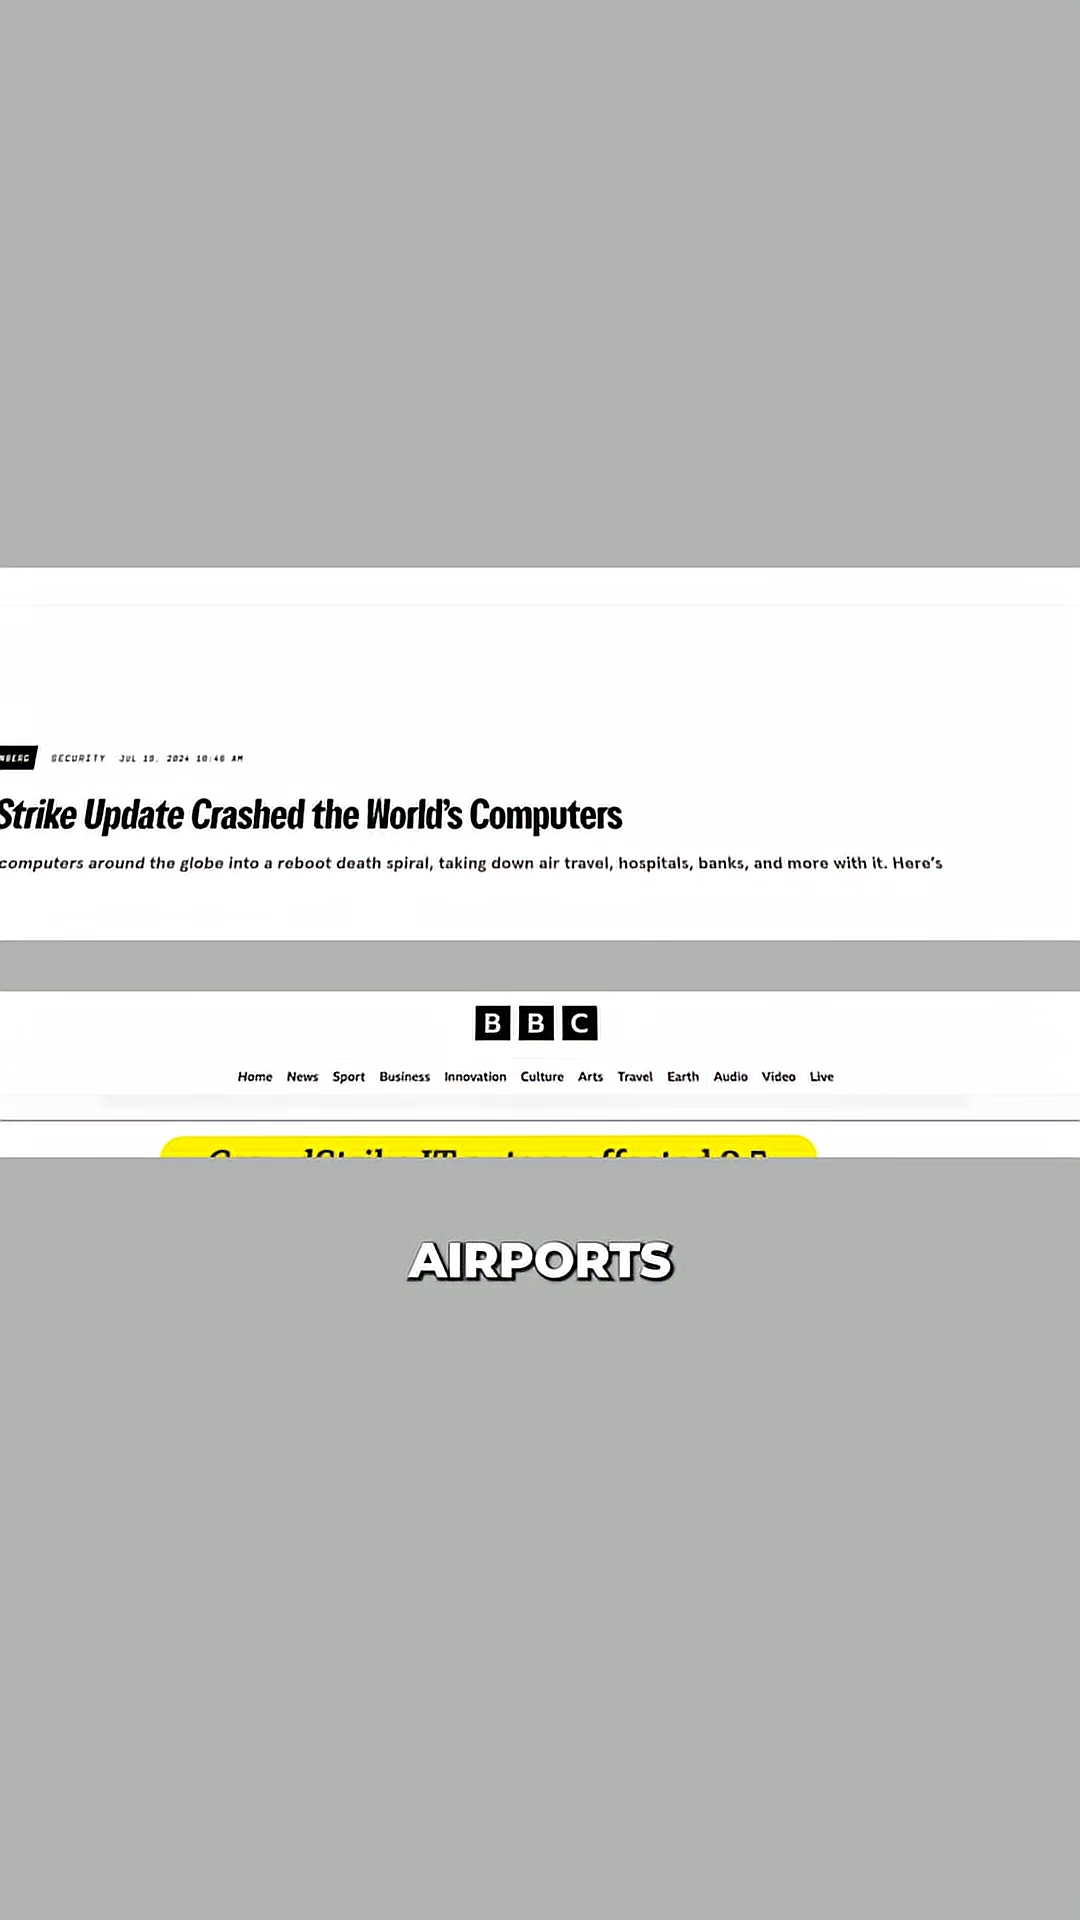 NBERG SECURITY JUL 19, 2024 10:46 AM
Strike Update Crashed the World's Computers
computers around the globe into a reboot death spiral, taking down air travel, hospitals, banks, and more with it. Here's
BBC
Home News Sport Business Innovation Culture Arts Travel Earth Audio Video Live
AIRPORTS